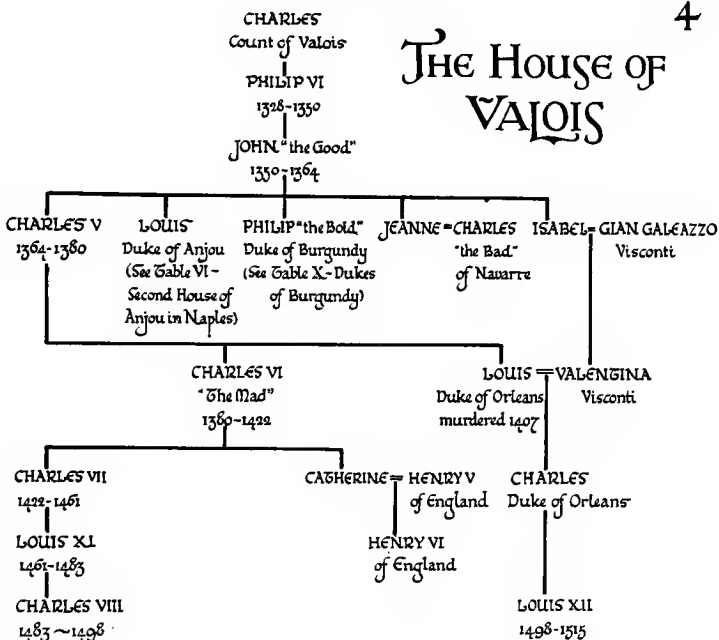 4
THE HOUSE OF
VALOIS
CHARLES
Count of Valois
PHILIP VI
1328-1350
JOHN "the Good"
1350-1364
CHARLES V
1364-1380
LOUIS
Duke of Anjou
(See Table VI-
Second House of
Anjou in Naples)
PHILIP "the Bold"
Duke of Burgundy
(See Table X-Dukes
of Burgundy)
JEANNE = CHARLES
"the Bad"
of Navarre
ISABEL = GIAN GALEAZZO
Visconti
CHARLES VI
"The Mad"
1380-1422
LOUIS = VALENTINA
Duke of Orleans
murdered 1407
Visconti
CHARLES VII
1422-1461
CATHERINE = HENRY V
of England
CHARLES
Duke of Orleans
LOUIS XI
1461-1483
HENRY VI
of England
CHARLES VIII
1483~1498
LOUIS XII
1498-1515